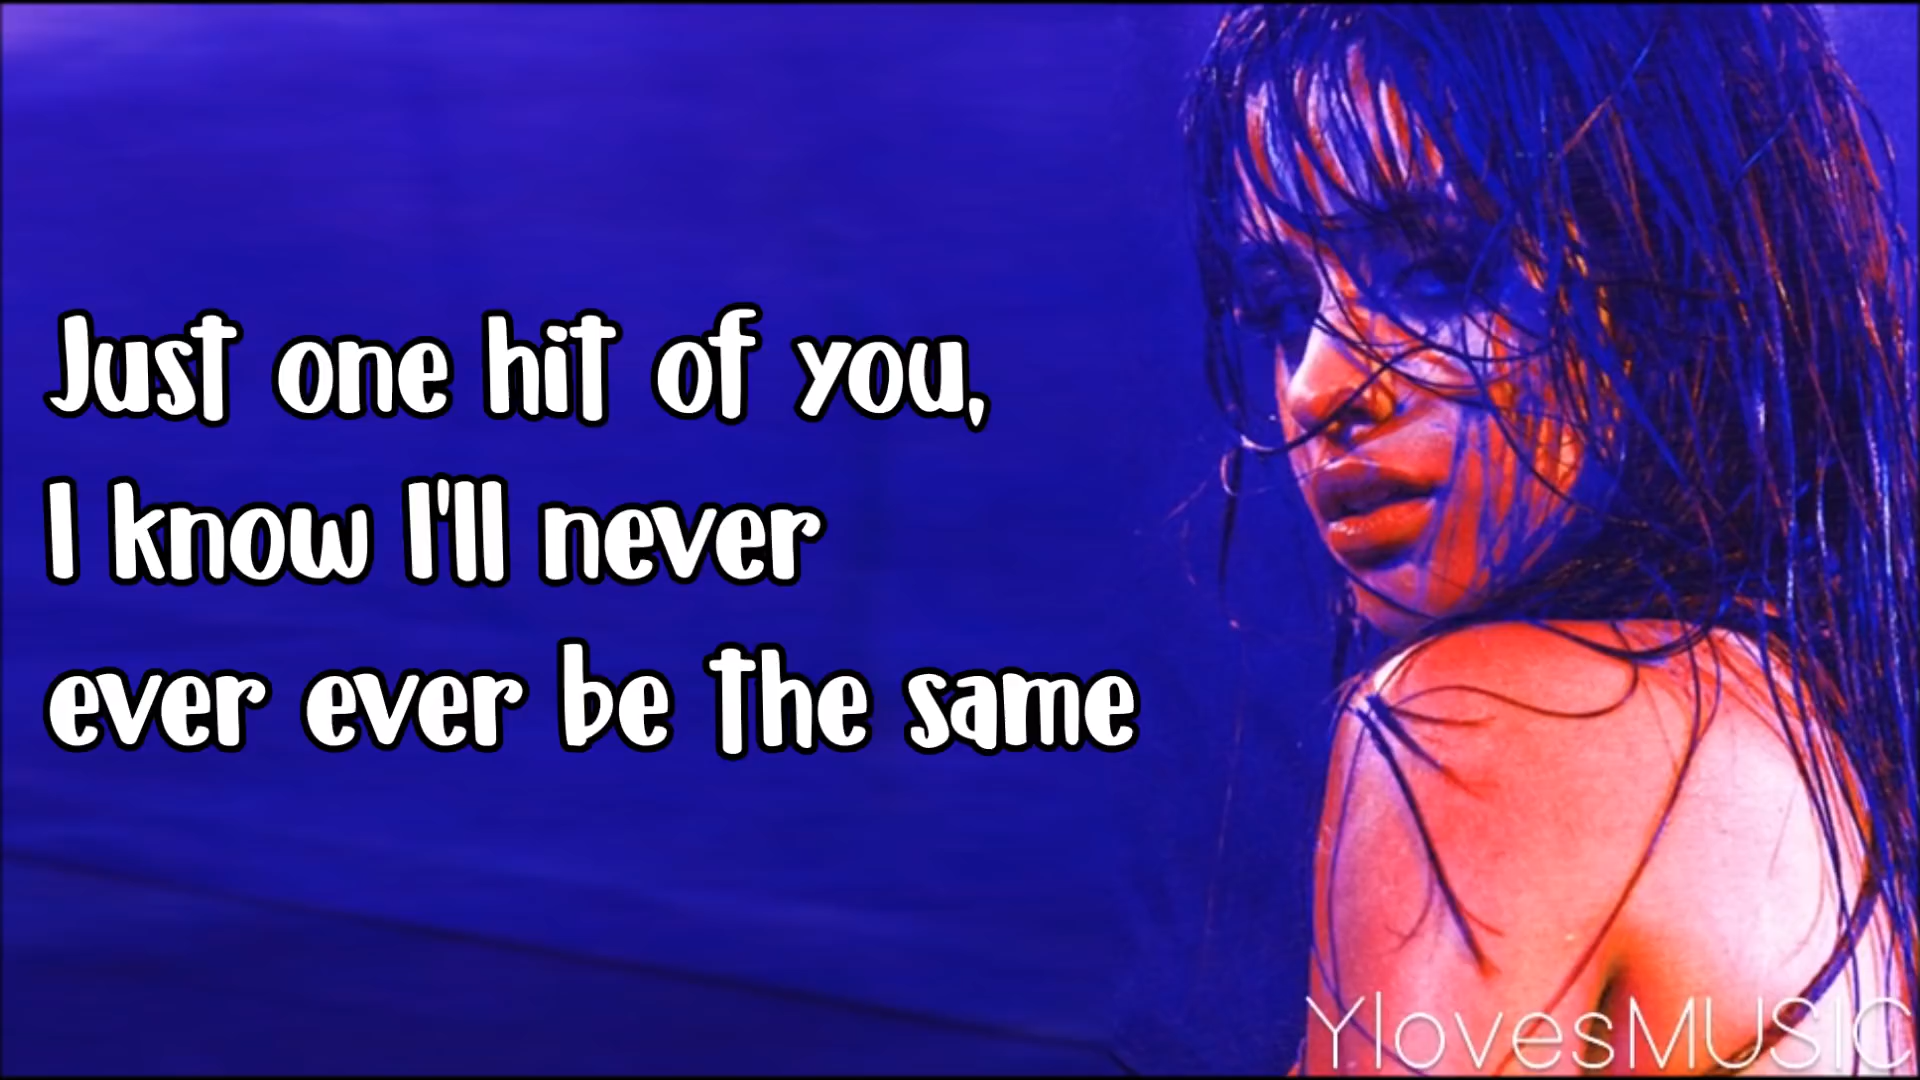 Just one hit of you,
I know I'll never
ever ever be the same
YlovesMUSIC